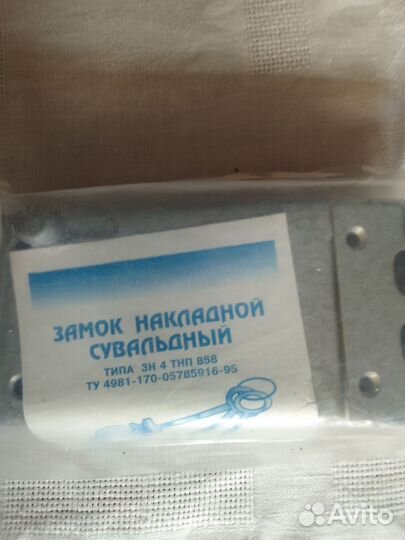 ЗАМОК НАКЛАДНОЙ
СУВАЛЬДНЫЙ
ТИПА ЗН 4 ТНП 858
ТУ 4981-170-05785916-95
Avito